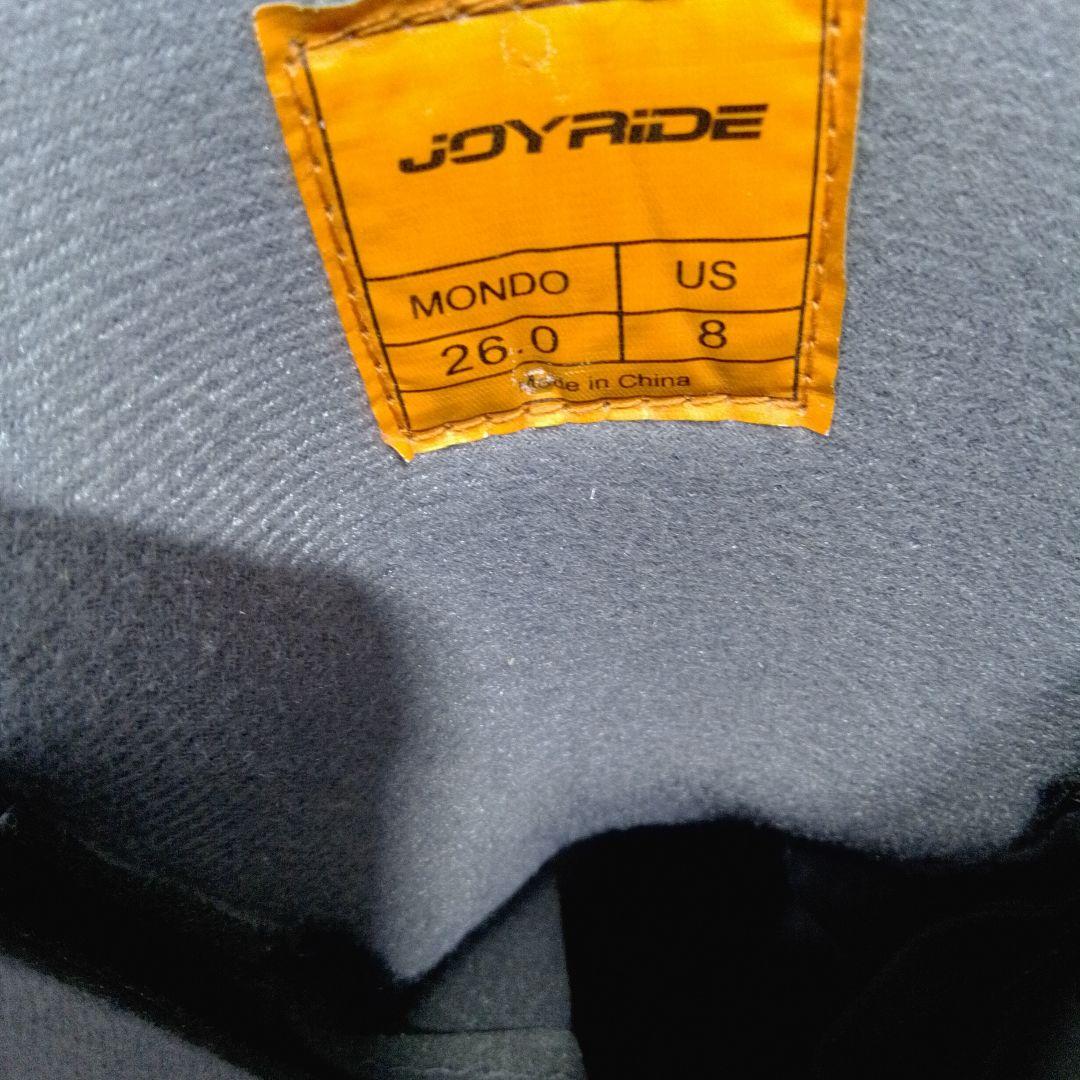 JOYRiDE
MONDO US
26.0 8
Made in China